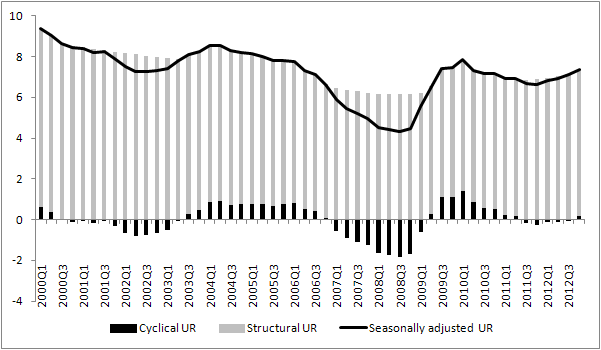 10
8
6
4
2
0
-2
-4
2000Q1
2000Q3
2001Q1
2001Q3
2002Q1
2002Q3
2003Q1
2003Q3
2004Q1
2004Q3
2005Q1
2005Q3
2006Q1
2006Q3
2007Q1
2007Q3
2008Q1
2008Q3
2009Q1
2009Q3
2010Q1
2010Q3
2011Q1
2011Q3
2012Q1
2012Q3
Cyclical UR Structural UR Seasonally adjusted UR